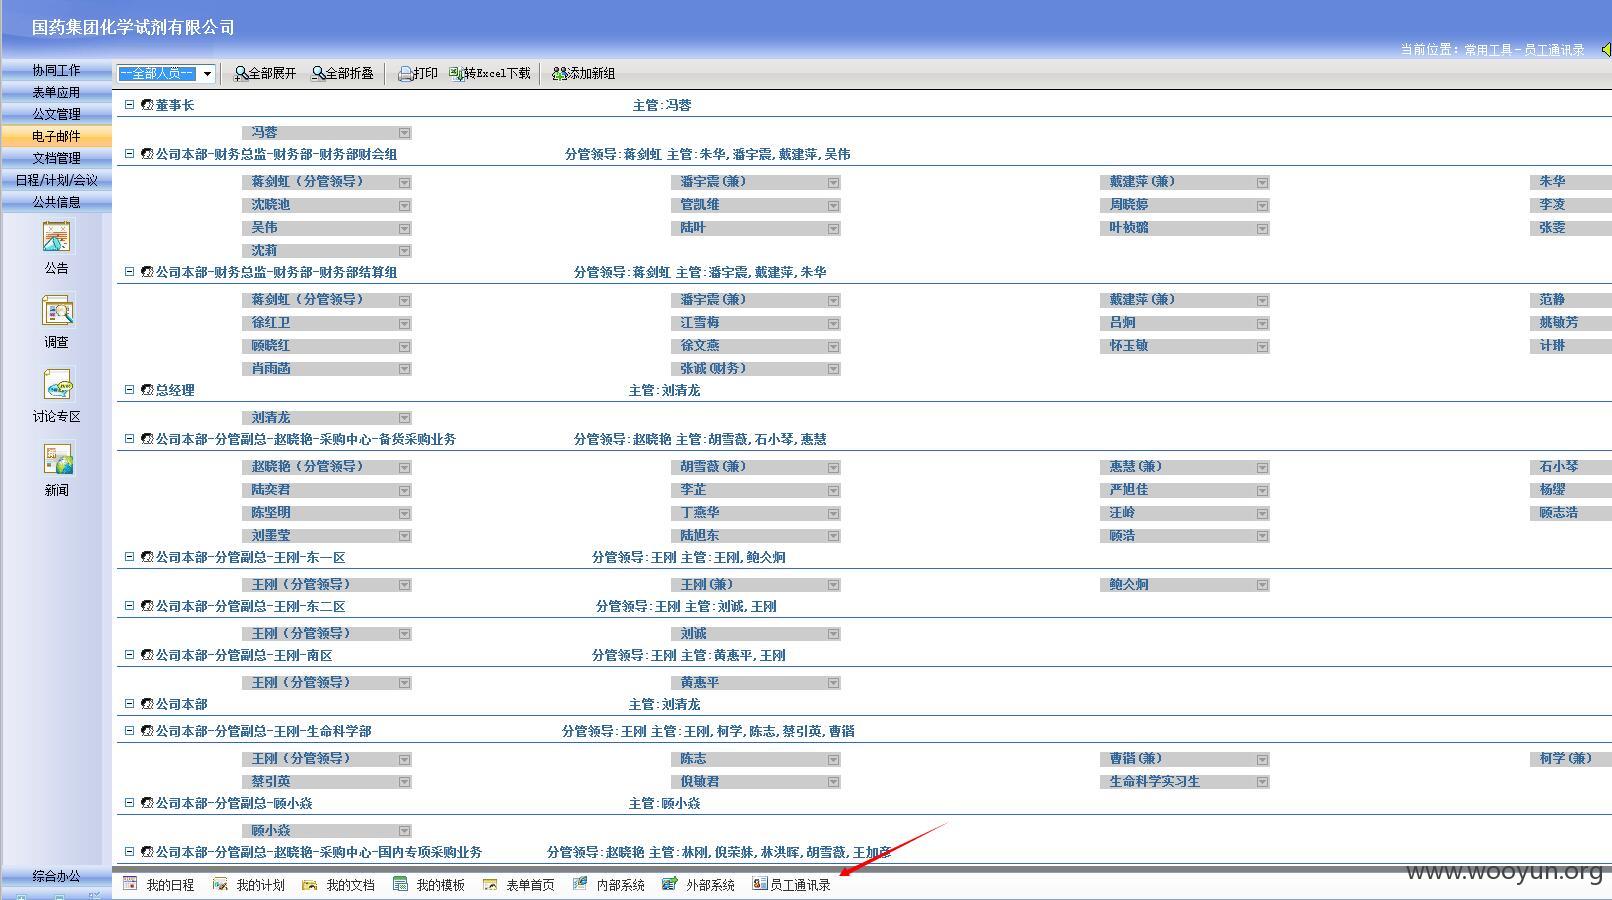 国药集团化学试剂有限公司
当前位置：常用工具-员工通讯录
协同工作
表单应用
公文管理
电子邮件
文档管理
日程/计划/会议
公共信息
公告
调查
讨论专区
新闻
综合办公
--全部人员-- 全部展开 全部折叠 打印 转Excel下载 添加新组
董事长 主管:冯蓉
冯蓉
公司本部-财务总监-财务部-财务部财会组 分管领导:蒋剑虹 主管:朱华,潘宇震,戴建萍,吴伟
蒋剑虹（分管领导） 潘宇震(兼) 戴建萍(兼) 朱华
沈晓池 管凯维 周晓婷 李凌
吴伟 陆叶 叶桢璐 张雯
沈莉
公司本部-财务总监-财务部-财务部结算组 分管领导:蒋剑虹 主管:潘宇震,戴建萍,朱华
蒋剑虹（分管领导） 潘宇震(兼) 戴建萍(兼) 范静
徐红卫 江雪梅 吕炯 姚敏芳
顾晓红 徐文燕 怀玉敏 计琳
肖雨菡 张诚(财务)
总经理 主管:刘清龙
刘清龙
公司本部-分管副总-赵晓艳-采购中心-备货采购业务 分管领导:赵晓艳 主管:胡雪薇,石小琴,惠慧
赵晓艳（分管领导） 胡雪薇(兼) 惠慧(兼) 石小琴
陆奕君 李芷 严旭佳 杨缨
陈坚明 丁燕华 汪岭 顾志浩
刘墨莹 陆旭东 顾浩
公司本部-分管副总-王刚-东一区 分管领导:王刚 主管:王刚,鲍尖炯
王刚（分管领导） 王刚(兼) 鲍尖炯
公司本部-分管副总-王刚-东二区 分管领导:王刚 主管:刘诚,王刚
王刚（分管领导） 刘诚
公司本部-分管副总-王刚-南区 分管领导:王刚 主管:黄惠平,王刚
王刚（分管领导） 黄惠平
公司本部 主管:刘清龙
公司本部-分管副总-王刚-生命科学部 分管领导:王刚 主管:王刚,柯学,陈志,蔡引英,曹谐
王刚（分管领导） 陈志 曹谐(兼) 柯学(兼)
蔡引英 倪敏君 生命科学实习生
公司本部-分管副总-顾小焱 主管:顾小焱
顾小焱
公司本部-分管副总-赵晓艳-采购中心-国内专项采购业务 分管领导:赵晓艳 主管:林刚,倪荣妹,林洪晖,胡雪薇,王加彦
我的日程 我的计划 我的文档 我的模板 表单首页 内部系统 外部系统 员工通讯录
www.wooyun.org